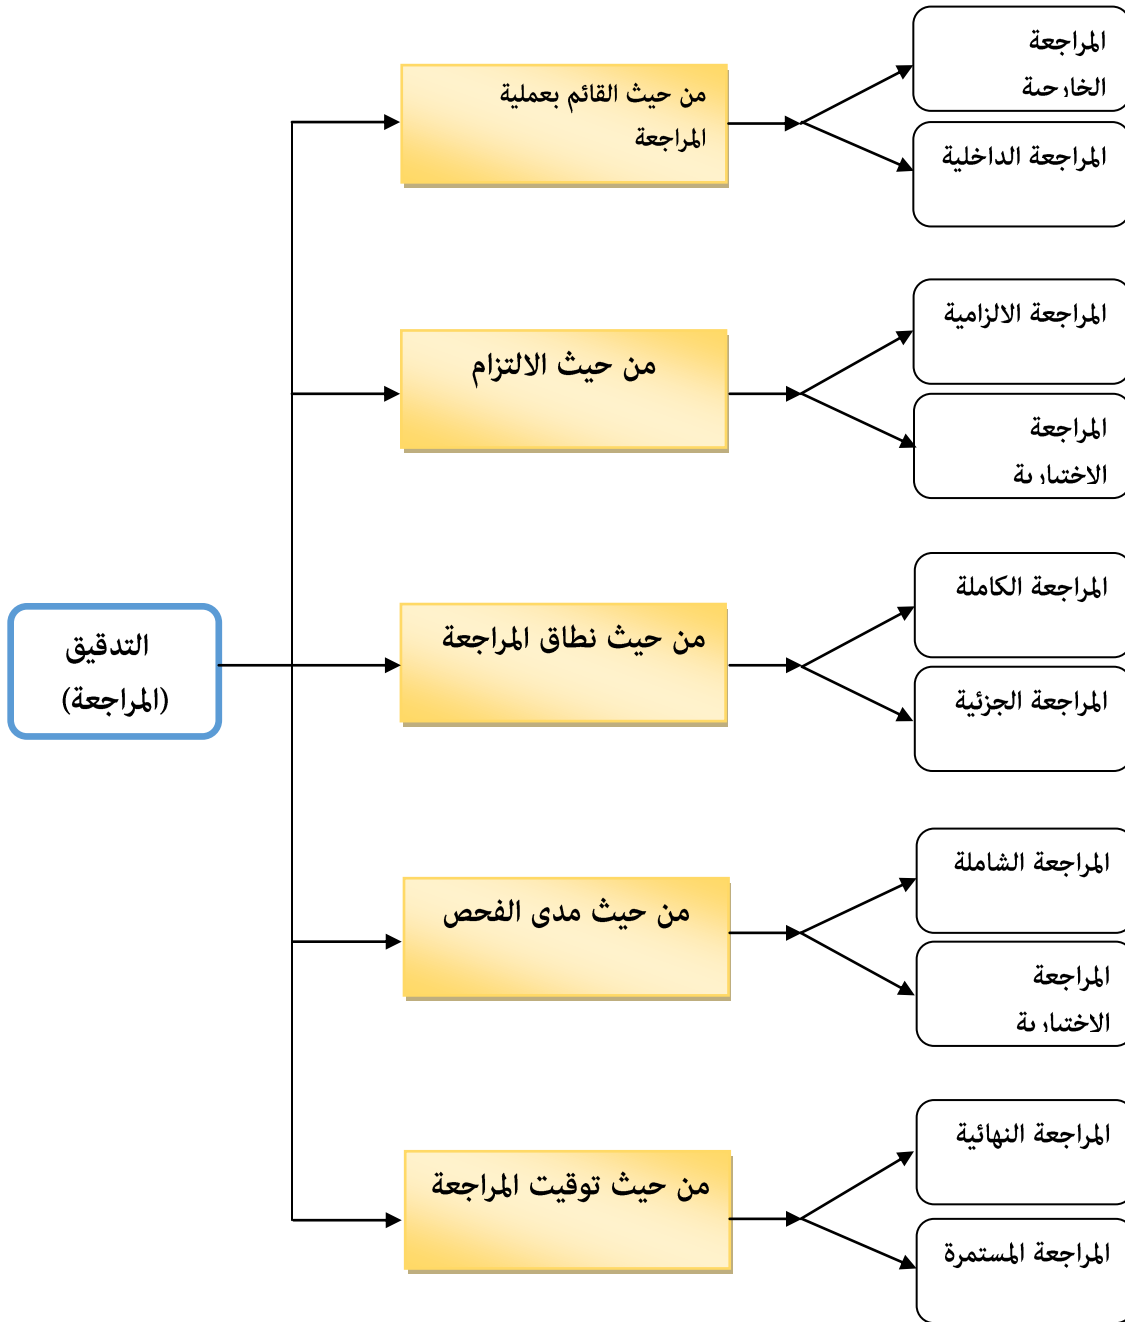 التدقيق
(المراجعة)
من حيث القائم بعملية
المراجعة
المراجعة
الخارجية
المراجعة الداخلية
من حيث الالتزام
المراجعة الالزامية
المراجعة
الاختيارية
من حيث نطاق المراجعة
المراجعة الكاملة
المراجعة الجزئية
من حيث مدى الفحص
المراجعة الشاملة
المراجعة
الاختبارية
من حيث توقيت المراجعة
المراجعة النهائية
المراجعة المستمرة